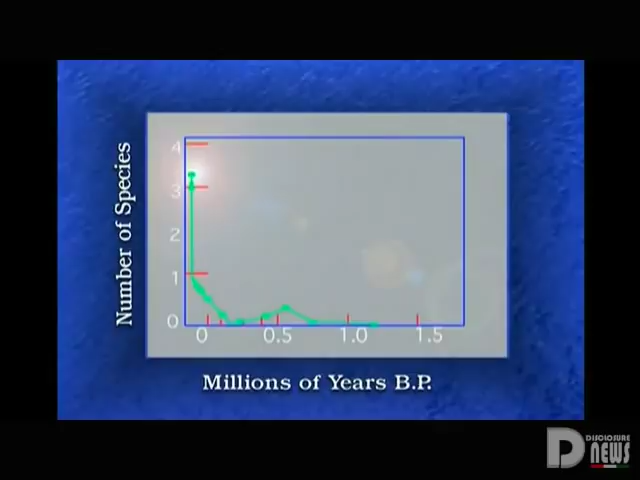 Number of Species
4
3
2
1
0
0 0.5 1.0 1.5
Millions of Years B.P.
D DISCLOSURE
NEWS